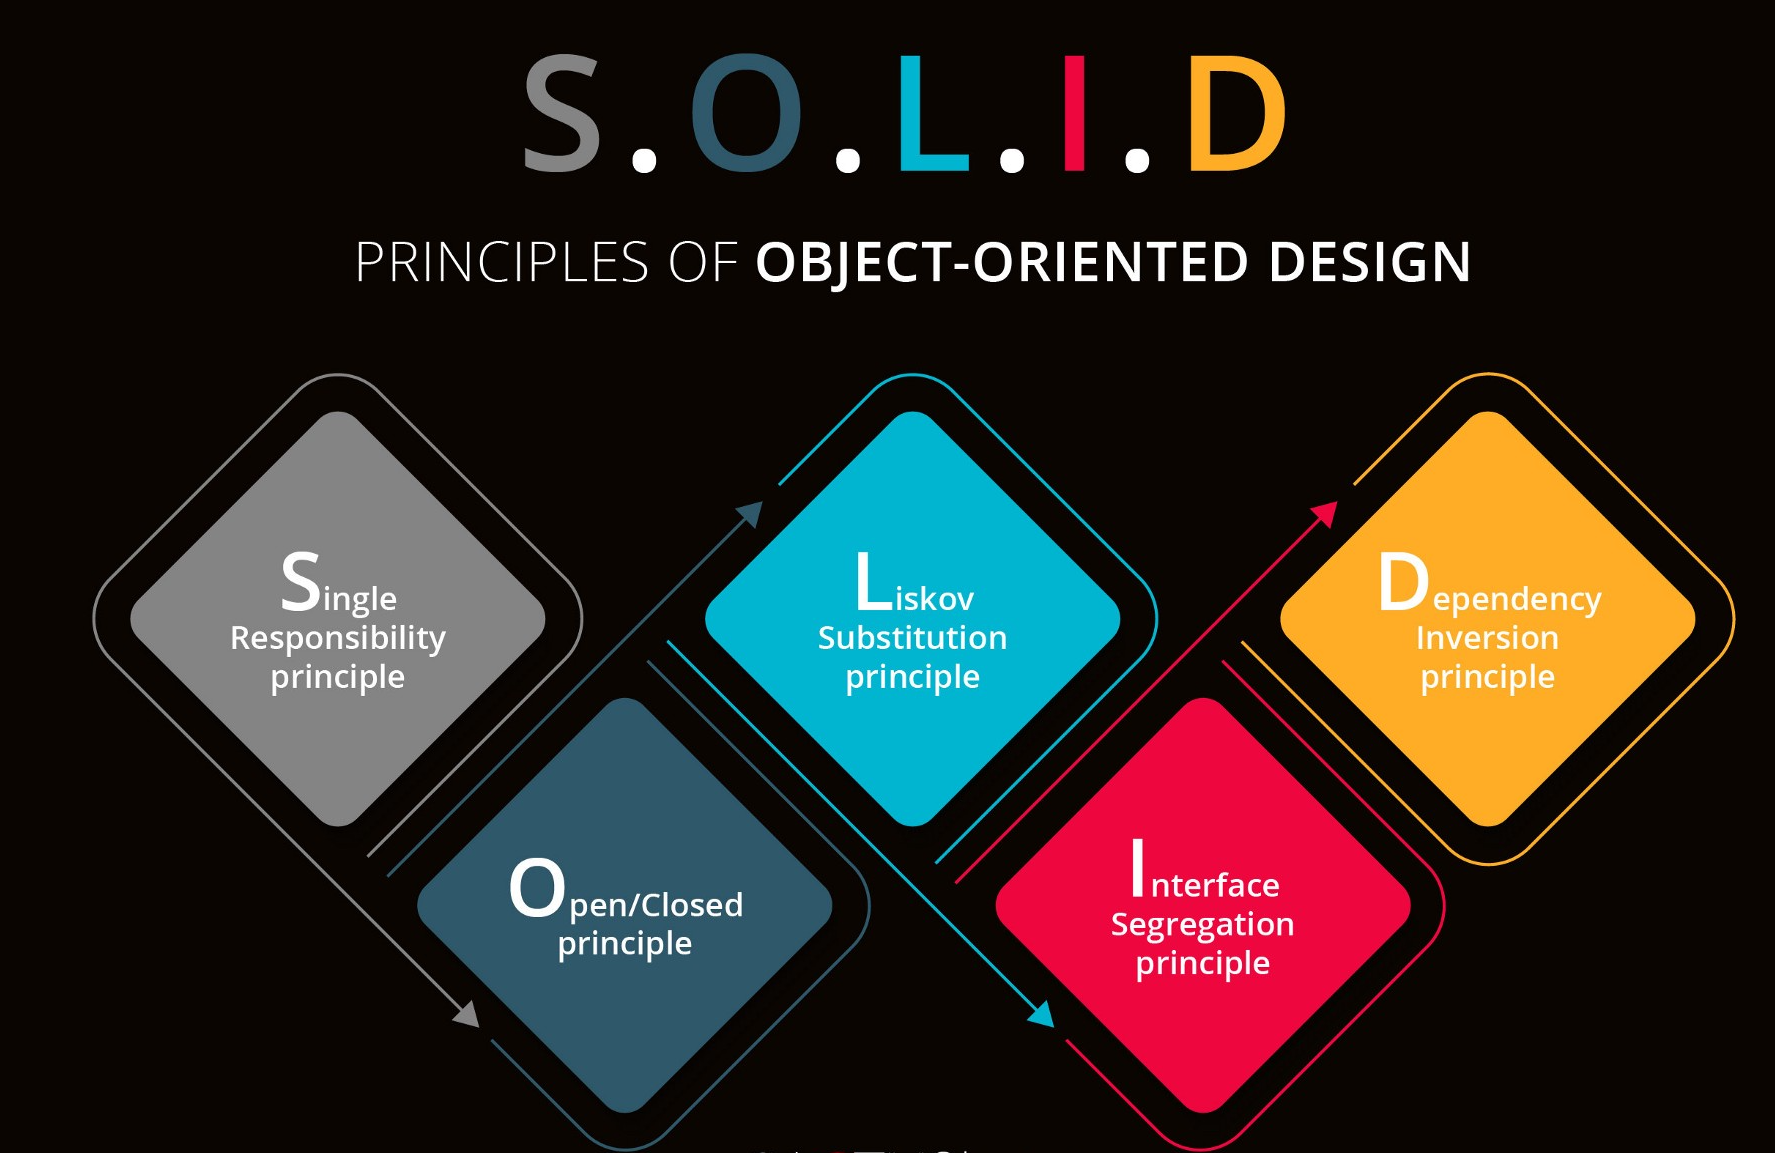 S.O.L.I.D
PRINCIPLES OF OBJECT-ORIENTED DESIGN
Single
Responsibility
principle
Open/Closed
principle
Liskov
Substitution
principle
Interface
Segregation
principle
Dependency
Inversion
principle